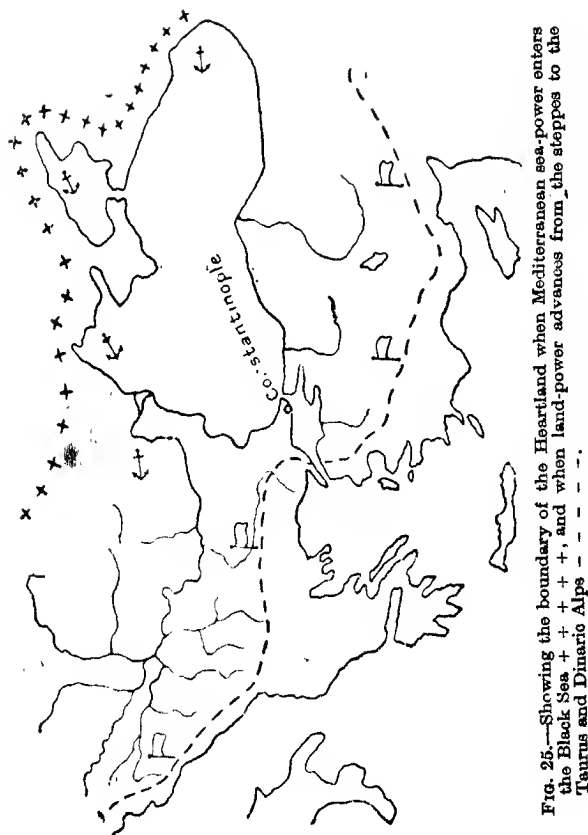 Co:stantinople
FIG. 25.—Showing the boundary of the Heartland when Mediterranean sea-power enters
the Black Sea + + + + +, and when land-power advances from the steppes to the
Taurus and Dinaric Alps – – – – –.